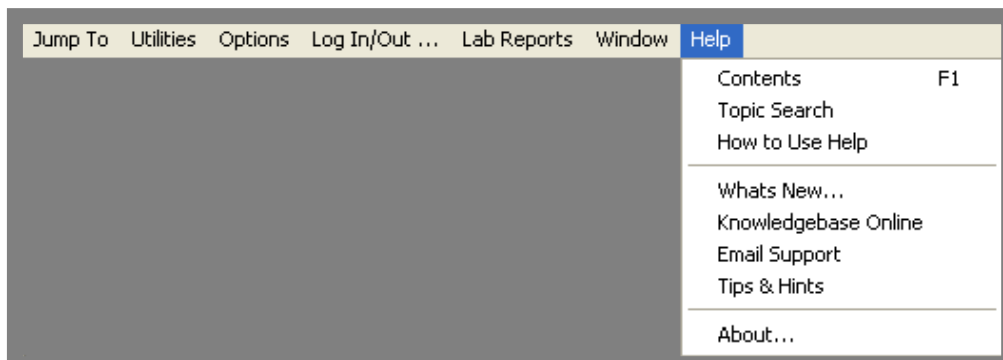 Jump To Utilities Options Log In/Out ... Lab Reports Window Help
Contents F1
Topic Search
How to Use Help
Whats New...
Knowledgebase Online
Email Support
Tips & Hints
About...